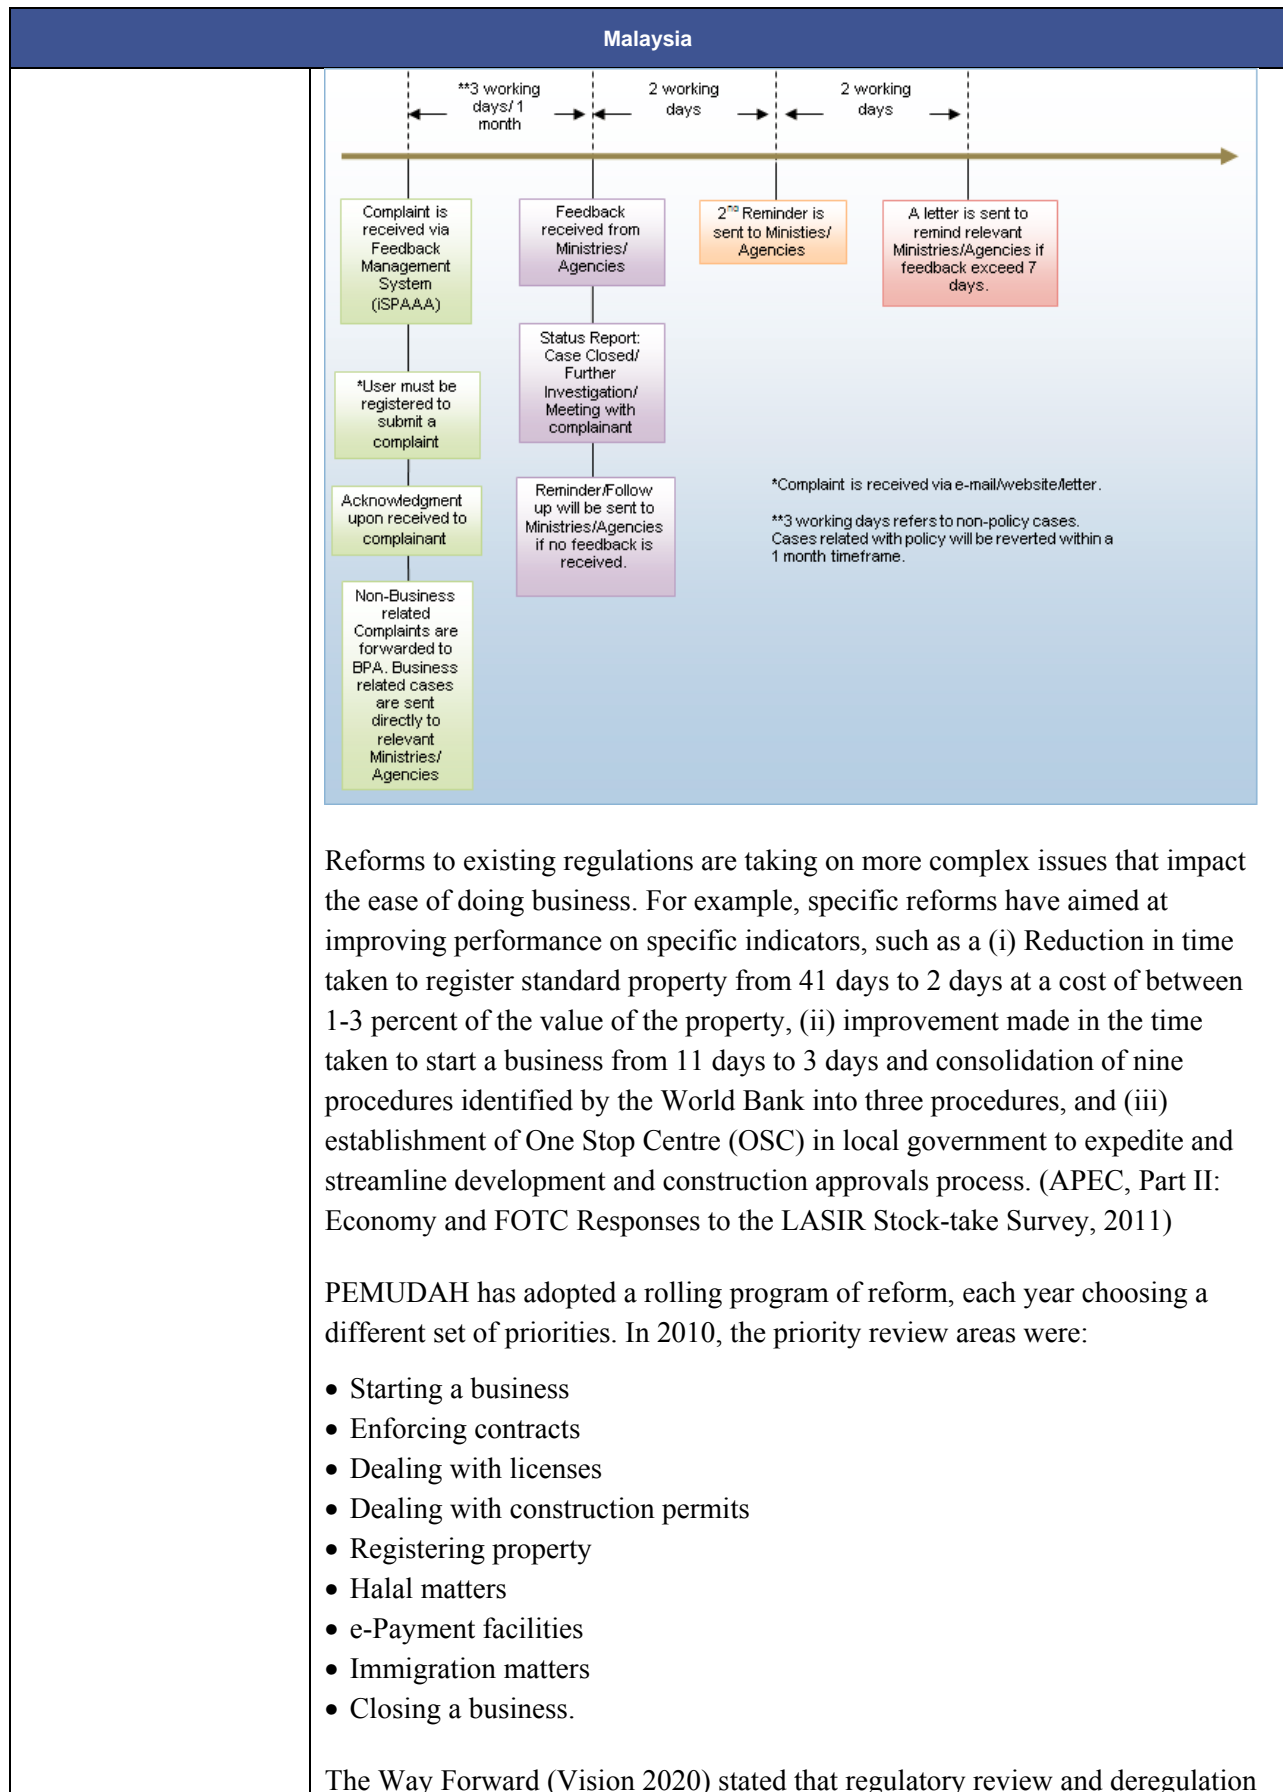 Malaysia
**3 working
days/ 1
month
2 working
days
2 working
days
Complaint is
received via
Feedback
Management
System
(iSPAAA)
*User must be
registered to
submit a
complaint
Acknowledgment
upon received to
complainant
Non-Business
related
Complaints are
forwarded to
BPA. Business
related cases
are sent
directly to
relevant
Ministries/
Agencies
Feedback
received from
Ministries/
Agencies
Status Report:
Case Closed/
Further
Investigation/
Meeting with
complainant
Reminder/Follow
up will be sent to
Ministries/Agencies
if no feedback is
received.
2nd Reminder is
sent to Ministies/
Agencies
A letter is sent to
remind relevant
Ministries/Agencies if
feedback exceed 7
days.
*Complaint is received via e-mail/website/letter.
**3 working days refers to non-policy cases.
Cases related with policy will be reverted within a
1 month timeframe.
Reforms to existing regulations are taking on more complex issues that impact
the ease of doing business. For example, specific reforms have aimed at
improving performance on specific indicators, such as a (i) Reduction in time
taken to register standard property from 41 days to 2 days at a cost of between
1-3 percent of the value of the property, (ii) improvement made in the time
taken to start a business from 11 days to 3 days and consolidation of nine
procedures identified by the World Bank into three procedures, and (iii)
establishment of One Stop Centre (OSC) in local government to expedite and
streamline development and construction approvals process. (APEC, Part II:
Economy and FOTC Responses to the LASIR Stock-take Survey, 2011)
PEMUDAH has adopted a rolling program of reform, each year choosing a
different set of priorities. In 2010, the priority review areas were:
• Starting a business
• Enforcing contracts
• Dealing with licenses
• Dealing with construction permits
• Registering property
• Halal matters
• e-Payment facilities
• Immigration matters
• Closing a business.
The Way Forward (Vision 2020) stated that regulatory review and deregulation